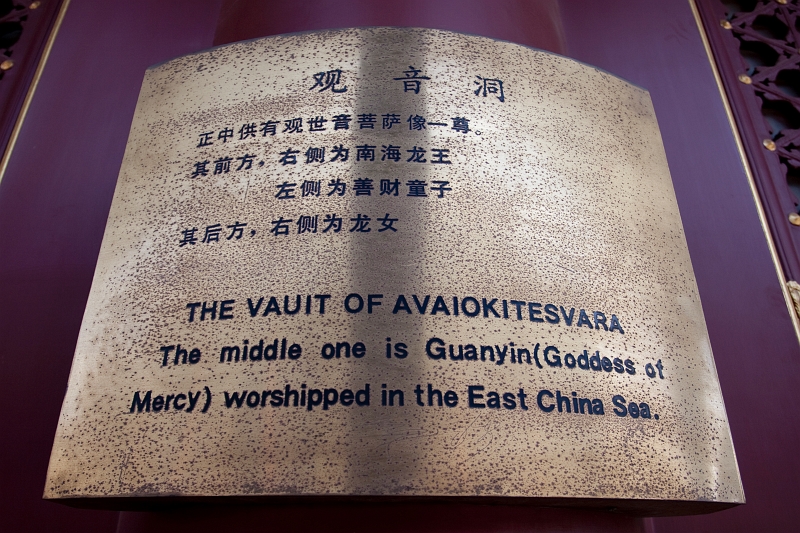 观音洞
正中供有观世音菩萨像一尊。
其前方，右侧为南海龙王
左侧为善财童子
其后方，右侧为龙女
THE VAUIT OF AVAIOKITESVARA
The middle one is Guanyin(Goddess of
Mercy) worshipped in the East China Sea.